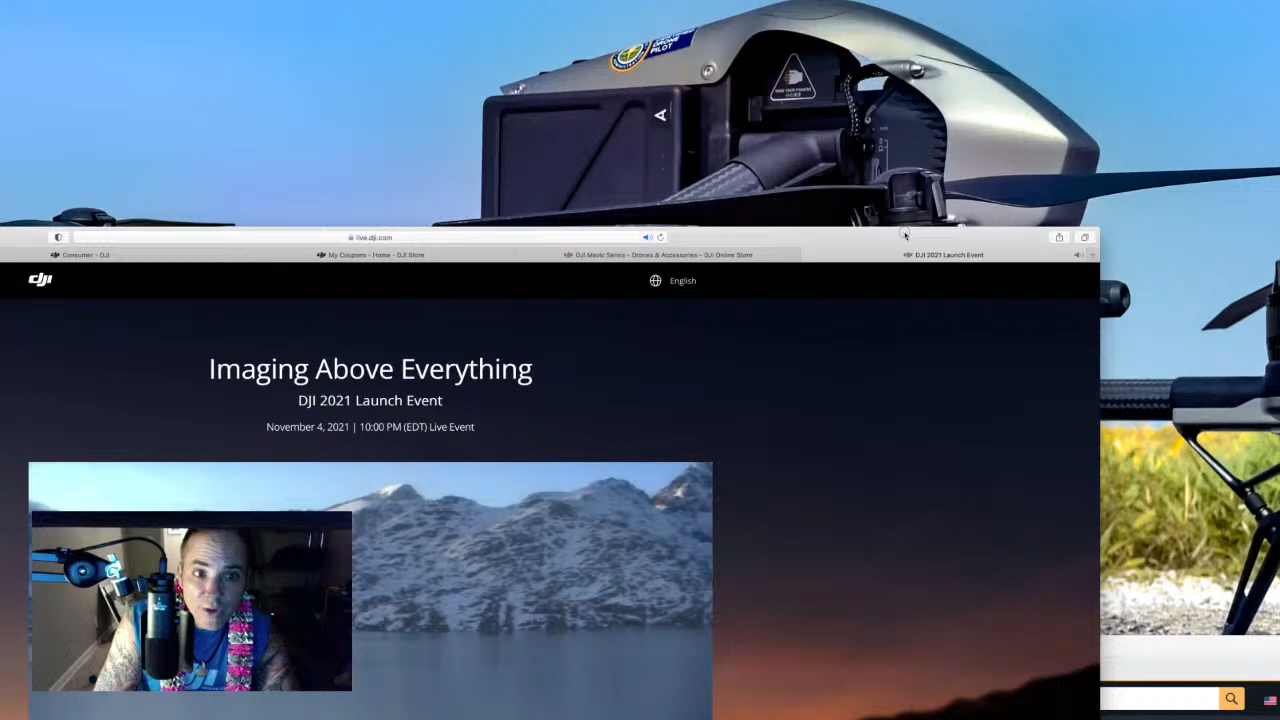 DRONE
PILOT
A
live.dji.com
Consumer - DJI
My Coupons - Home - DJI Store
DJI Mavic Series - Drones & Accessories - DJI Online Store
DJI 2021 Launch Event
dji
English
Imaging Above Everything
DJI 2021 Launch Event
November 4, 2021 | 10:00 PM (EDT) Live Event